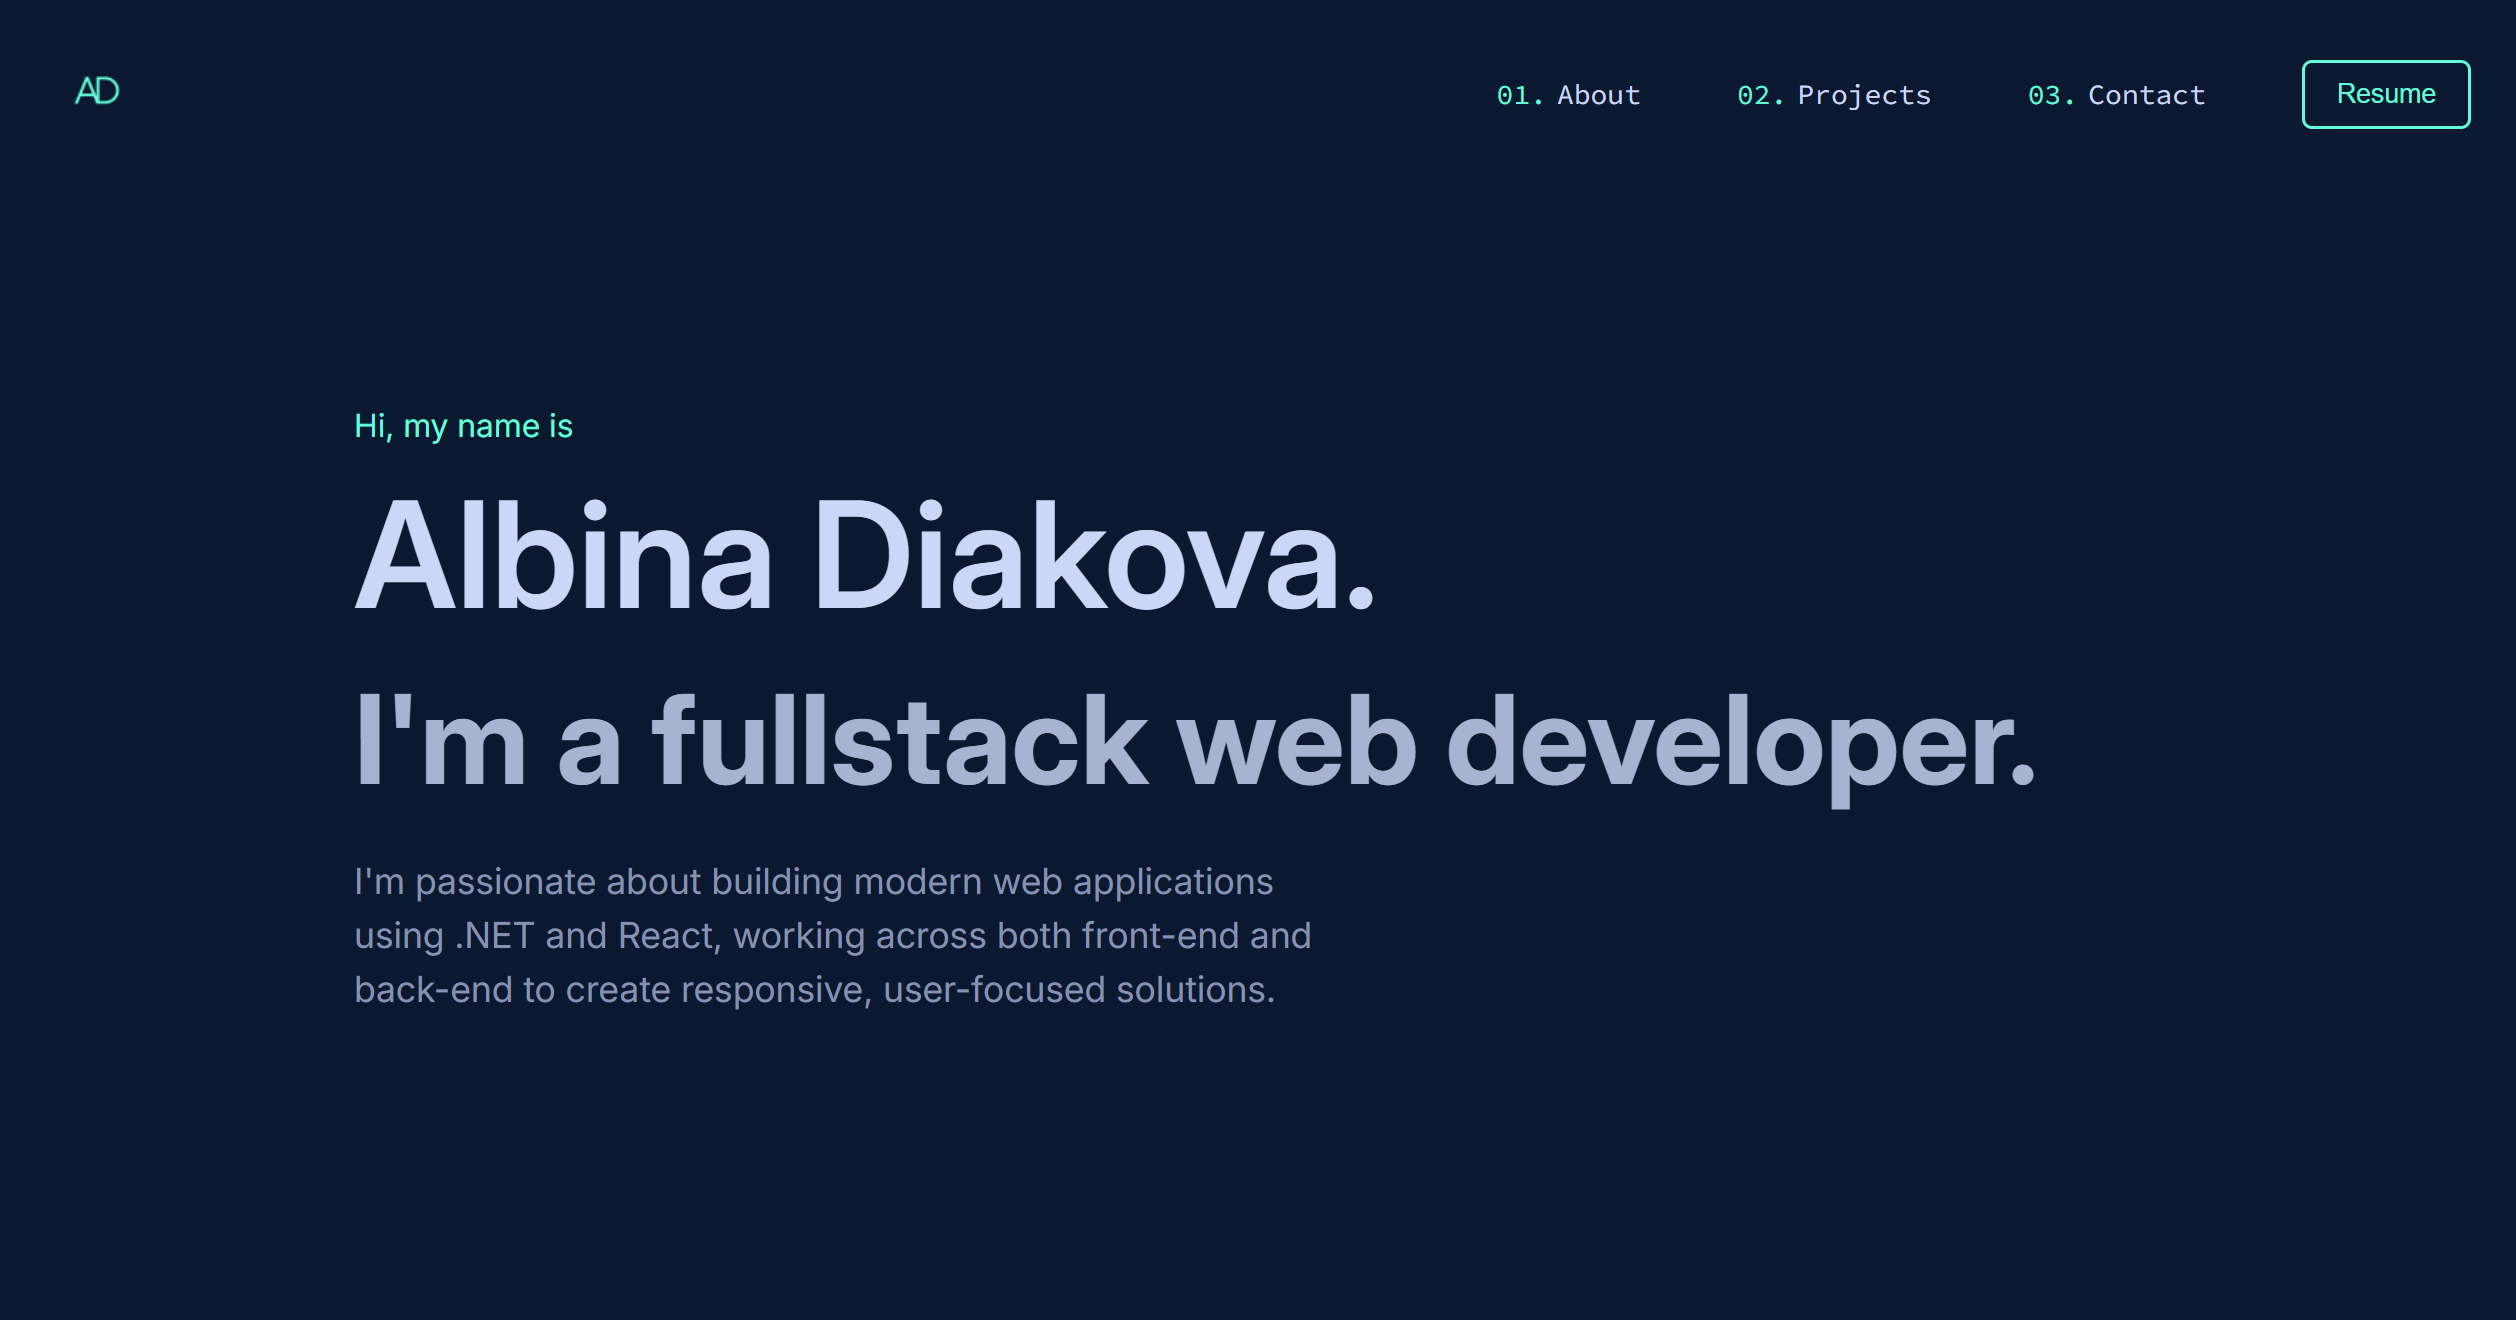 AD
01. About 02. Projects 03. Contact Resume
Hi, my name is
Albina Diakova.
I'm a fullstack web developer.
I'm passionate about building modern web applications
using .NET and React, working across both front-end and
back-end to create responsive, user-focused solutions.